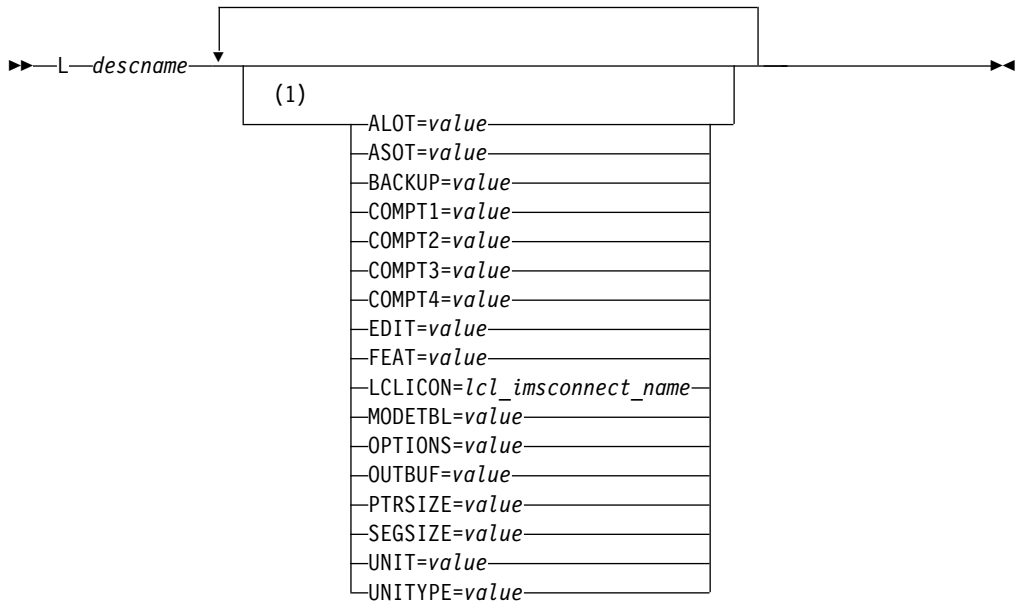 L descname
(1)
ALOT=value
ASOT=value
BACKUP=value
COMPT1=value
COMPT2=value
COMPT3=value
COMPT4=value
EDIT=value
FEAT=value
LCLICON=lcl_imsconnect_name
MODETBL=value
OPTIONS=value
OUTBUF=value
PTRSIZE=value
SEGSIZE=value
UNIT=value
UNITYPE=value